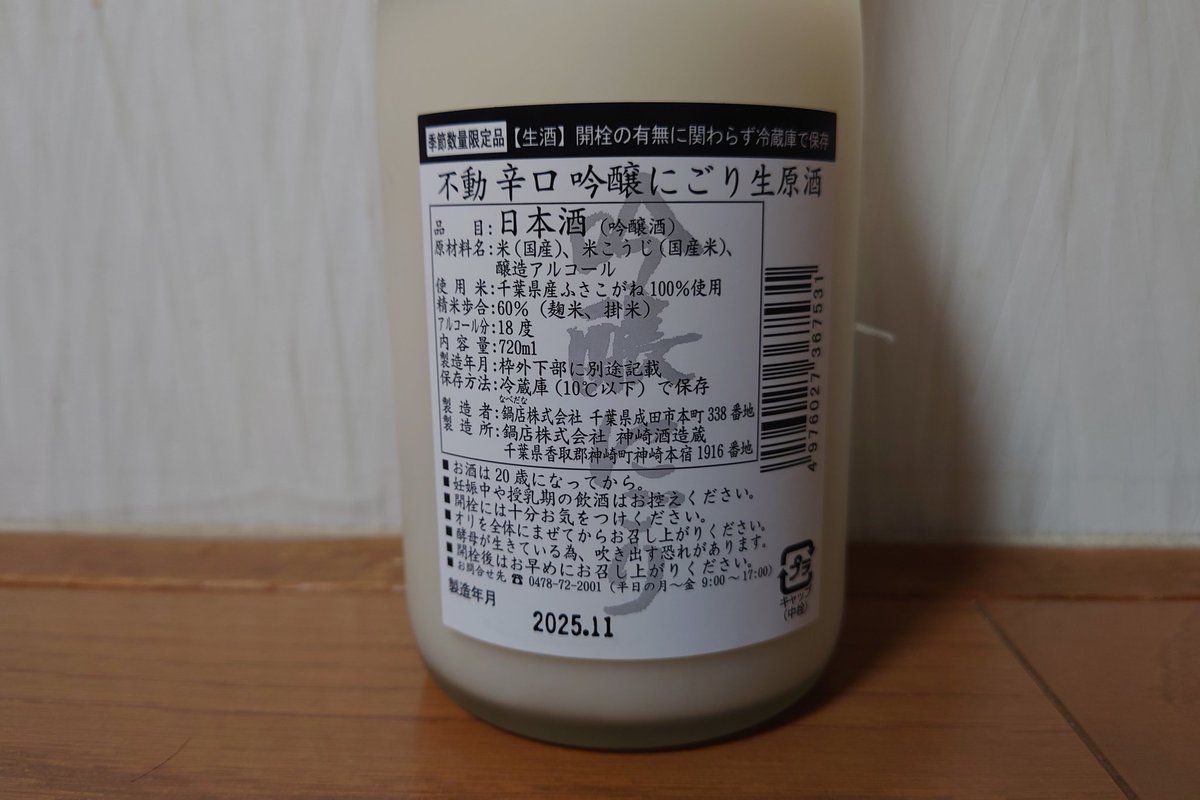 季節数量限定品【生酒】開栓の有無に関わらず冷蔵庫で保存
不動 辛口 吟醸にごり生原酒
品目:日本酒(吟醸酒)
原材料名:米(国産)、米こうじ(国産米)、
醸造アルコール
使用米:千葉県産ふさこがね100%使用
精米歩合:60%(麹米、掛米)
アルコール分:18度
内容量:720ml
製造年月:枠外下部に別途記載
保存方法:冷蔵庫(10℃以下)で保存
なべだな
製造者:鍋店株式会社 千葉県成田市本町338番地
製造所:鍋店株式会社 神崎酒造蔵
千葉県香取郡神崎町神崎本宿1916番地
■お酒は20歳になってから。
■妊娠中や授乳期の飲酒はお控えください。
■開栓には十分お気をつけください。
■オリを全体にまぜてからお召し上がりください。
■酵母が生きている為、吹き出す恐れがあります。
■開栓後はお早めにお召し上がりください。
■お問合せ先 ☎ 0478-72-2001(平日の月~金 9:00~17:00)
製造年月
2025.11
吟醸にごり
4976027367531
プラ
キャップ
(中栓)